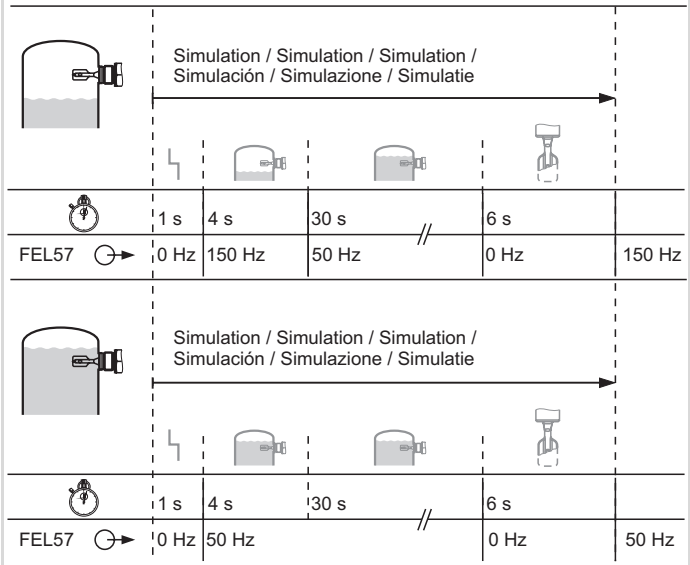 Simulation / Simulation / Simulation /
Simulación / Simulazione / Simulatie
1 s 4 s 30 s 6 s
FEL57 0 Hz 150 Hz 50 Hz 0 Hz 150 Hz
Simulation / Simulation / Simulation /
Simulación / Simulazione / Simulatie
1 s 4 s 30 s 6 s
FEL57 0 Hz 50 Hz 0 Hz 50 Hz